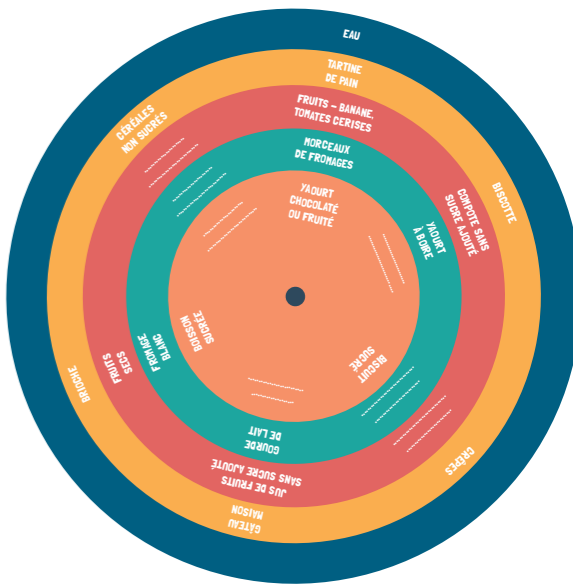 EAU
TARTINE
DE PAIN
FRUITS – BANANE,
TOMATES CERISES
MORCEAUX
DE FROMAGES
YAOURT
CHOCOLATÉ
OU FRUITÉ
CÉRÉALES
NON SUCRÉS
BISCOTTE
COMPOTE SANS
SUCRE AJOUTÉ
YAOURT
À BOIRE
BOISSON
SUCRÉE
FROMAGE
BLANC
FRUITS
SECS
BRIOCHE
BISCUIT
SUCRÉ
CRÊPES
GOURDE
DE LAIT
JUS DE FRUITS
SANS SUCRE AJOUTÉ
GÂTEAU
MAISON